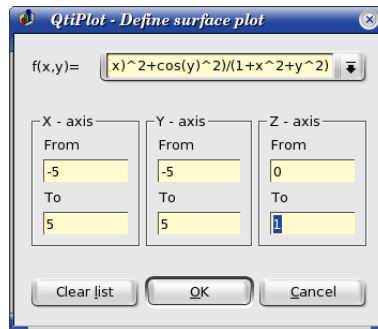 QtiPlot - Define surface plot
f(x,y)= x)^2+cos(y)^2)/(1+x^2+y^2)
X - axis Y - axis Z - axis
From From From
-5 -5 0
To To To
5 5 1
Clear list OK Cancel